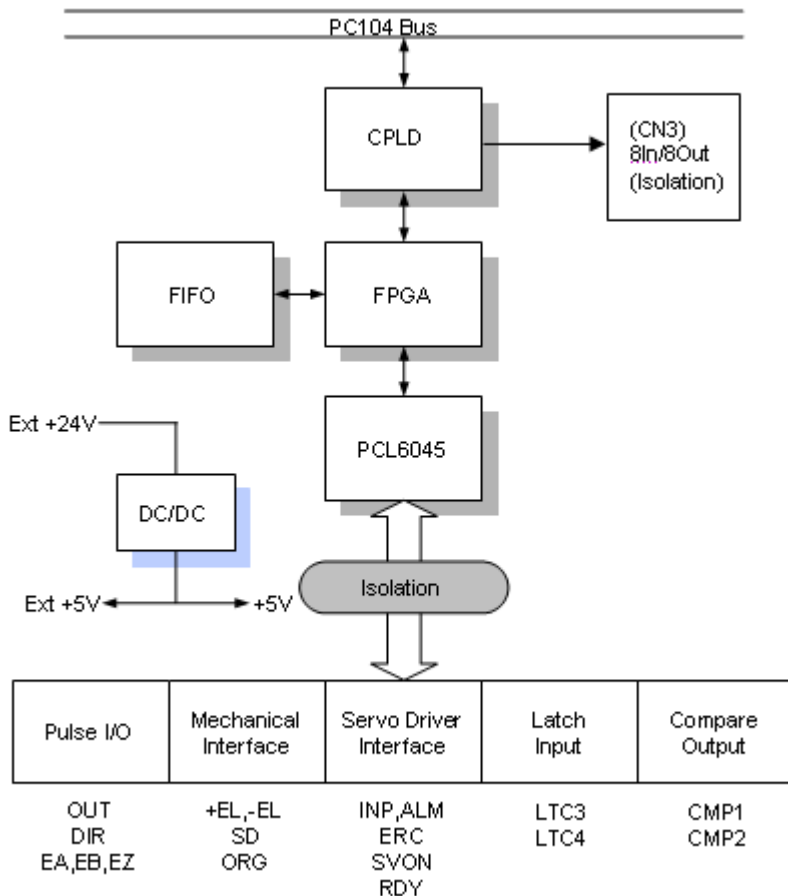 PC104 Bus
CPLD
(CN3)
8In/8Out
(Isolation)
FIFO
FPGA
Ext +24V
PCL6045
DC/DC
Isolation
Ext +5V
+5V
Pulse I/O
Mechanical
Interface
Servo Driver
Interface
Latch
Input
Compare
Output
OUT
DIR
EA,EB,EZ
+EL,-EL
SD
ORG
INP,ALM
ERC
SVON
RDY
LTC3
LTC4
CMP1
CMP2